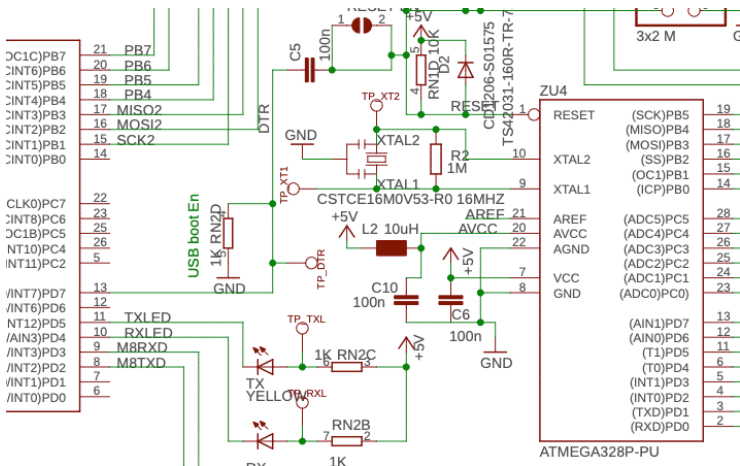 RESET EN
1 2
+5V
C5
100n
5
RN1D 10K
4
D2
CD1206-S01575
TS42031-160R-TR-7
3x2 M
OC1C)PB7 21 PB7
CINT6)PB6 20 PB6
CINT5)PB5 19 PB5
CINT4)PB4 18 PB4
CINT3)PB3 17 MISO2
CINT2)PB2 16 MOSI2
CINT1)PB1 15 SCK2
CINT0)PB0 14
DTR
CLK0)PC7 22
CINT8)PC6 23
OC1B)PC5 25
NT10)PC4 26
INT11)PC2 5
/INT7)PD7 13
/INT6)PD6 12
NT12)PD5 11 TXLED
/AIN3)PD4 10 RXLED
/INT3)PD3 9 M8RXD
/INT2)PD2 8 M8TXD
/INT1)PD1 7
/INT0)PD0 6
USB boot En
1K RN2D
GND
GND
TP_XT2
TP_XT1
XTAL2
XTAL1
R2
1M
CSTCE16M0V53-R0 16MHZ
RESET
+5V
L2 10uH
AREF
AVCC
+5V
TP_DTR
C10
100n
C6
100n
+5V
GND
TP_TXL
1K RN2C
6 3
TX
YELLOW
TP_RXL
RN2B
7 2
1K
RX
ZU4
1 RESET
10 XTAL2
9 XTAL1
21 AREF
20 AVCC
22 AGND
7 VCC
8 GND
(SCK)PB5 19
(MISO)PB4 18
(MOSI)PB3 17
(SS)PB2 16
(OC1)PB1 15
(ICP)PB0 14
(ADC5)PC5 28
(ADC4)PC4 27
(ADC3)PC3 26
(ADC2)PC2 25
(ADC1)PC1 24
(ADC0)PC0) 23
(AIN1)PD7 13
(AIN0)PD6 12
(T1)PD5 11
(T0)PD4 6
(INT1)PD3 5
(INT0)PD2 4
(TXD)PD1 3
(RXD)PD0 2
ATMEGA328P-PU